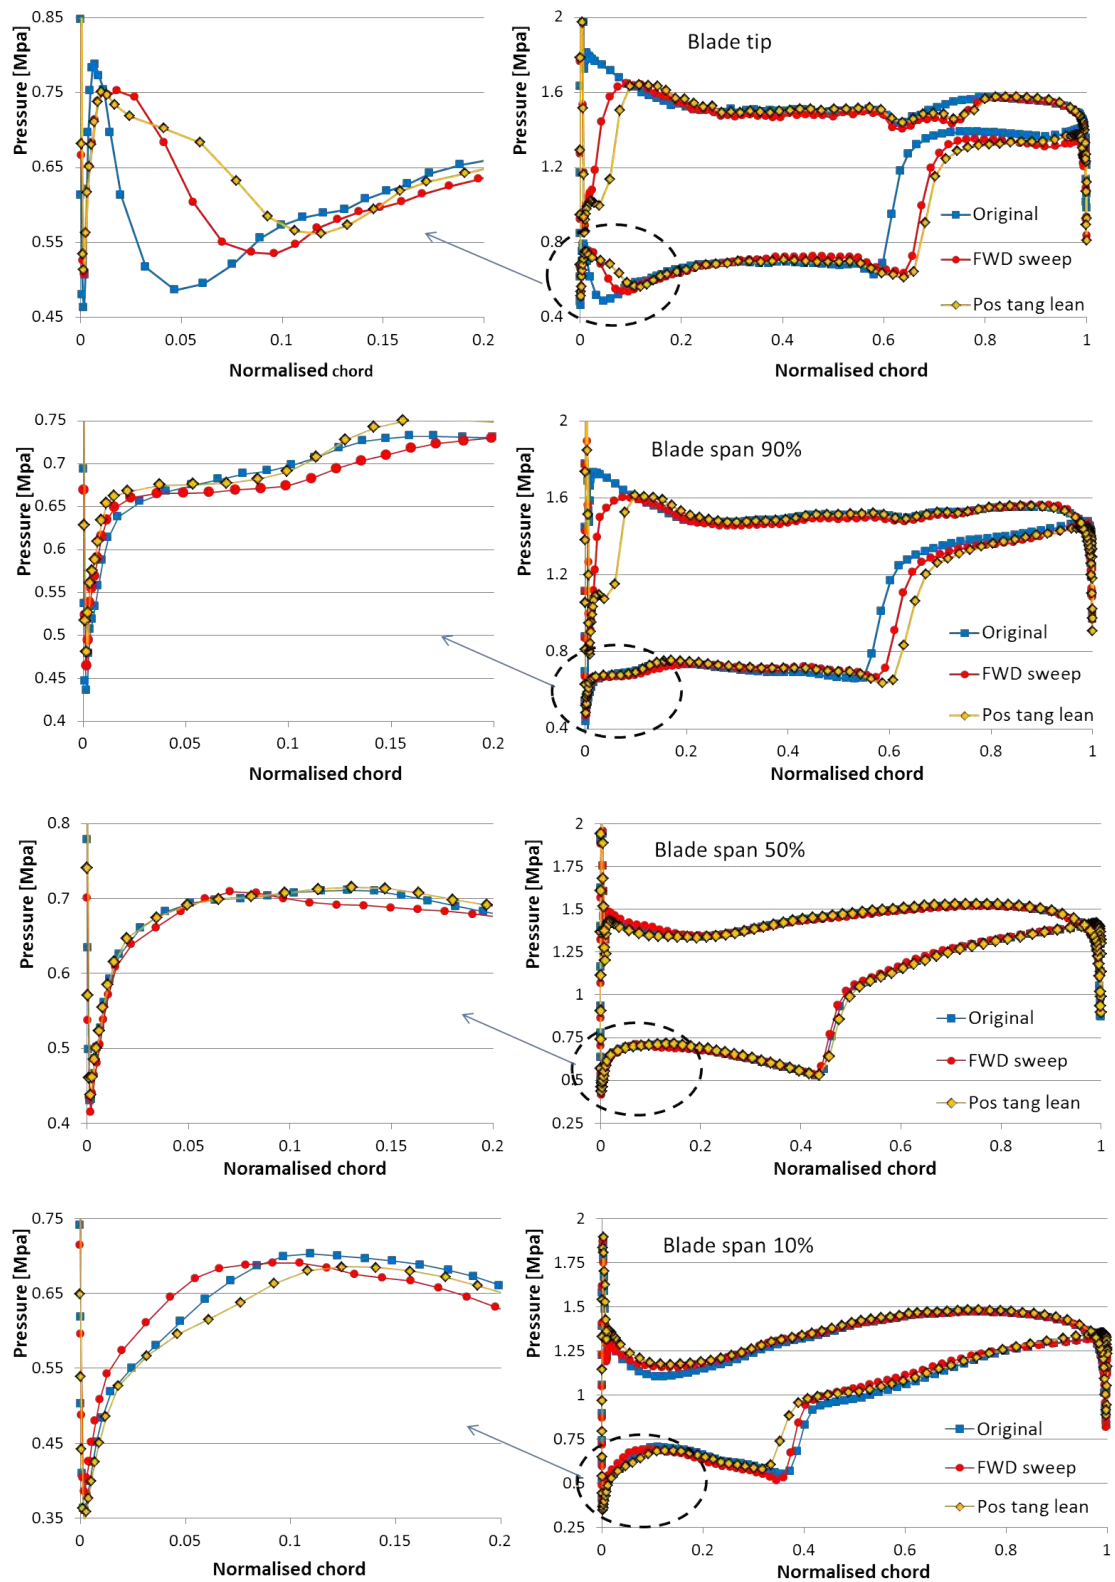 Pressure [Mpa]
0.85
0.75
0.65
0.55
0.45
0
0.05
0.1
0.15
0.2
Normalised chord
Pressure [Mpa]
2
1.6
1.2
0.8
0.4
0
0.2
0.4
0.6
0.8
1
Normalised chord
Blade tip
Original
FWD sweep
Pos tang lean
Pressure [Mpa]
0.75
0.7
0.65
0.6
0.55
0.5
0.45
0.4
0
0.05
0.1
0.15
0.2
Normalised chord
Pressure [Mpa]
2
1.6
1.2
0.8
0.4
0
0.2
0.4
0.6
0.8
1
Normalised chord
Blade span 90%
Original
FWD sweep
Pos tang lean
Pressure [Mpa]
0.8
0.7
0.6
0.5
0.4
0
0.05
0.1
0.15
0.2
Noramalised chord
Pressure [Mpa]
2
1.75
1.5
1.25
1
0.75
0.5
0.25
0
0.2
0.4
0.6
0.8
1
Noramalised chord
Blade span 50%
Original
FWD sweep
Pos tang lean
Pressure [Mpa]
0.75
0.65
0.55
0.45
0.35
0
0.05
0.1
0.15
0.2
Normalised chord
Pressure [Mpa]
2
1.75
1.5
1.25
1
0.75
0.5
0.25
0
0.2
0.4
0.6
0.8
1
Normalised chord
Blade span 10%
Original
FWD sweep
Pos tang lean